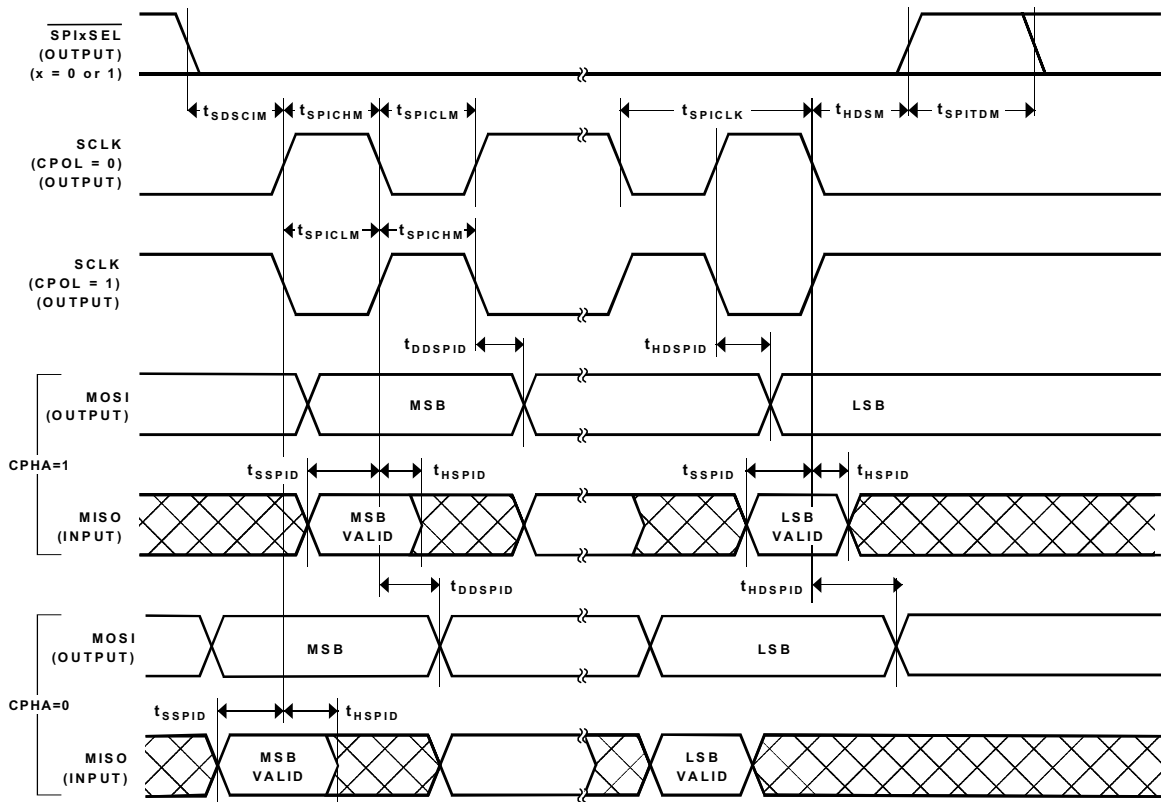 SPIxSEL
(OUTPUT)
(x = 0 or 1)
tSDSCIM
tSPICHM
tSPICLM
tSPICLK
tHDSM
tSPITDM
SCLK
(CPOL = 0)
(OUTPUT)
tSPICLM
tSPICHM
SCLK
(CPOL = 1)
(OUTPUT)
tDDSPID
tHDSPID
CPHA=1
MOSI
(OUTPUT)
MSB
LSB
tSSPID
tHSPID
tSSPID
tHSPID
MISO
(INPUT)
MSB
VALID
LSB
VALID
tDDSPID
tHDSPID
CPHA=0
MOSI
(OUTPUT)
MSB
LSB
tSSPID
tHSPID
MISO
(INPUT)
MSB
VALID
LSB
VALID